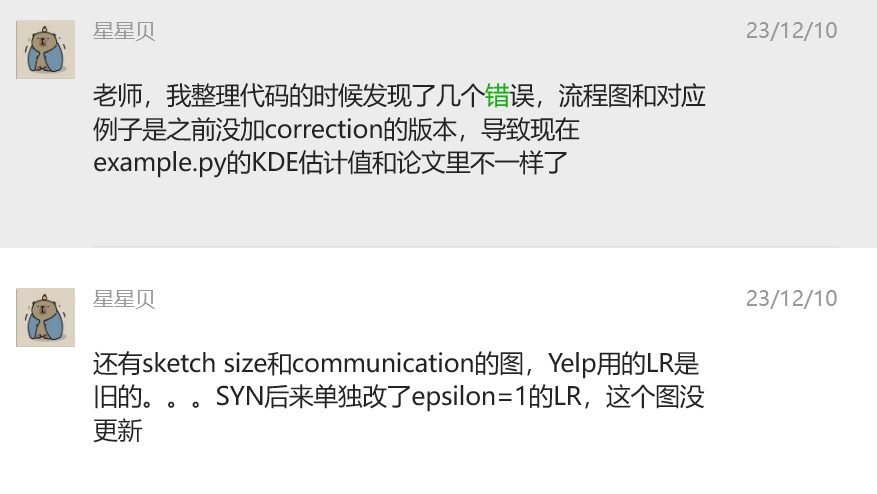 星星贝
23/12/10
老师，我整理代码的时候发现了几个错误，流程图和对应
例子是之前没加correction的版本，导致现在
example.py的KDE估计值和论文里不一样了
星星贝
23/12/10
还有sketch size和communication的图，Yelp用的LR是
旧的。。。SYN后来单独改了epsilon=1的LR，这个图没
更新